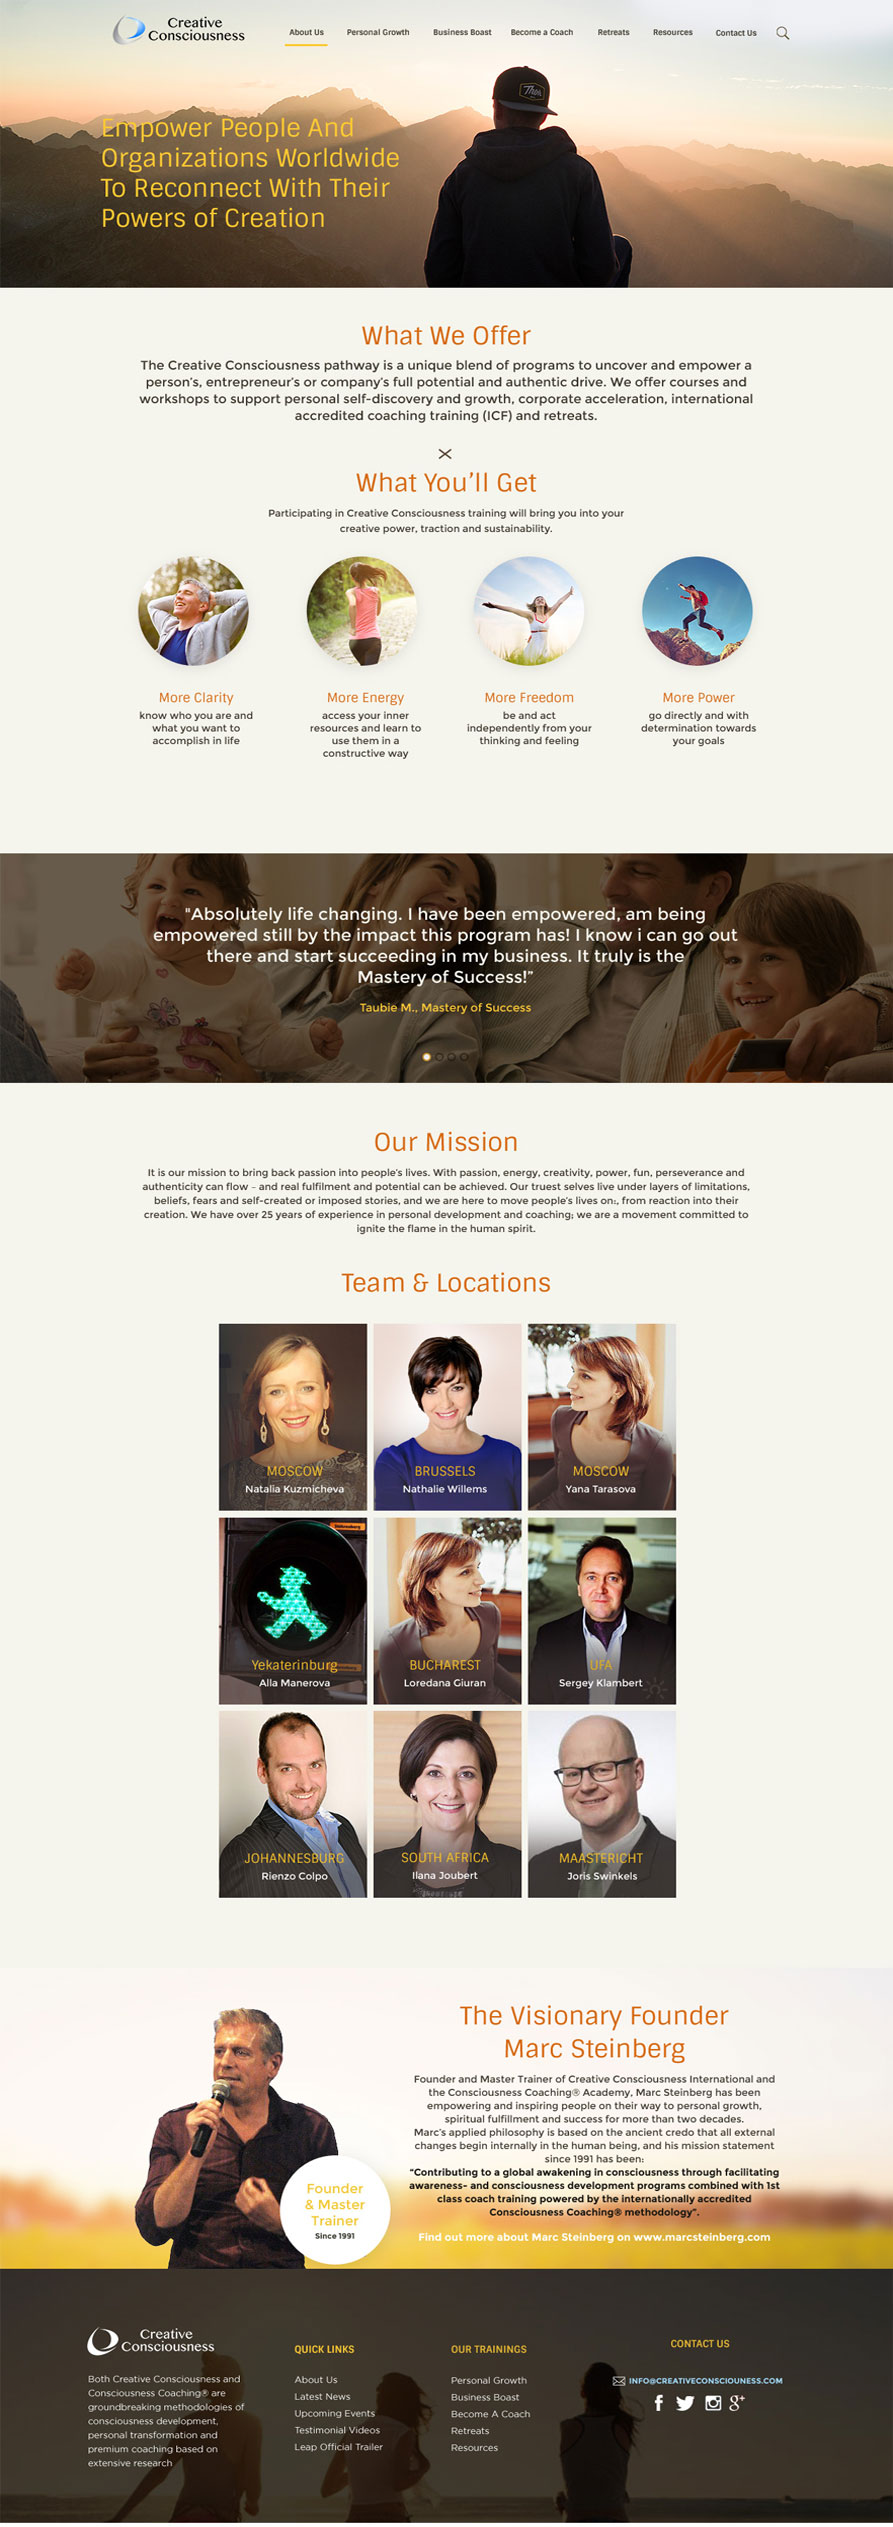 Creative
Consciousness
About Us
Personal Growth
Business Boast
Become a Coach
Retreats
Resources
Contact Us
Empower People And
Organizations Worldwide
To Reconnect With Their
Powers of Creation
What We Offer
The Creative Consciousness pathway is a unique blend of programs to uncover and empower a
person's, entrepreneur's or company's full potential and authentic drive. We offer courses and
workshops to support personal self-discovery and growth, corporate acceleration, international
accredited coaching training (ICF) and retreats.
What You'll Get
Participating in Creative Consciousness training will bring you into your
creative power, traction and sustainability.
More Clarity
know who you are and
what you want to
accomplish in life
More Energy
access your inner
resources and learn to
use them in a
constructive way
More Freedom
be and act
independently from your
thinking and feeling
More Power
go directly and with
determination towards
your goals
"Absolutely life changing. I have been empowered, am being
empowered still by the impact this program has! I know i can go out
there and start succeeding in my business. It truly is the
Mastery of Success!”
Taubie M., Mastery of Success
Our Mission
It is our mission to bring back passion into people's lives. With passion, energy, creativity, power, fun, perseverance and
authenticity can flow – and real fulfilment and potential can be achieved. Our truest selves live under layers of limitations,
beliefs, fears and self-created or imposed stories, and we are here to move people's lives on:, from reaction into their
creation. We have over 25 years of experience in personal development and coaching; we are a movement committed to
ignite the flame in the human spirit.
Team & Locations
MOSCOW
Natalia Kuzmicheva
BRUSSELS
Nathalie Willems
MOSCOW
Yana Tarasova
Yekaterinburg
Alla Manerova
BUCHAREST
Loredana Giuran
UFA
Sergey Klambert
JOHANNESBURG
Rienzo Colpo
SOUTH AFRICA
Ilana Joubert
MAASTERICHT
Joris Swinkels
The Visionary Founder
Marc Steinberg
Founder and Master Trainer of Creative Consciousness International and
the Consciousness Coaching® Academy, Marc Steinberg has been
empowering and inspiring people on their way to personal growth,
spiritual fulfillment and success for more than two decades.
Marc's applied philosophy is based on the ancient credo that all external
changes begin internally in the human being, and his mission statement
since 1991 has been:
“Contributing to a global awakening in consciousness through facilitating
awareness- and consciousness development programs combined with 1st
class coach training powered by the internationally accredited
Consciousness Coaching® methodology”.
Find out more about Marc Steinberg on www.marcsteinberg.com
Founder
& Master
Trainer
Since 1991
Creative
Consciousness
Both Creative Consciousness and
Consciousness Coaching® are
groundbreaking methodologies of
consciousness development,
personal transformation and
premium coaching based on
extensive research
QUICK LINKS
About Us
Latest News
Upcoming Events
Testimonial Videos
Leap Official Trailer
OUR TRAININGS
Personal Growth
Business Boast
Become A Coach
Retreats
Resources
CONTACT US
INFO@CREATIVECONSCIOUNESS.COM